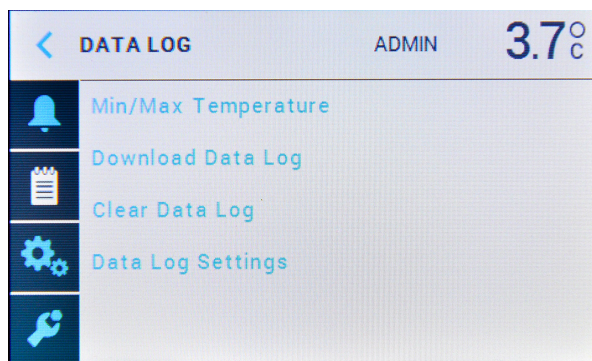 DATA LOG ADMIN 3.7°C
Min/Max Temperature
Download Data Log
Clear Data Log
Data Log Settings